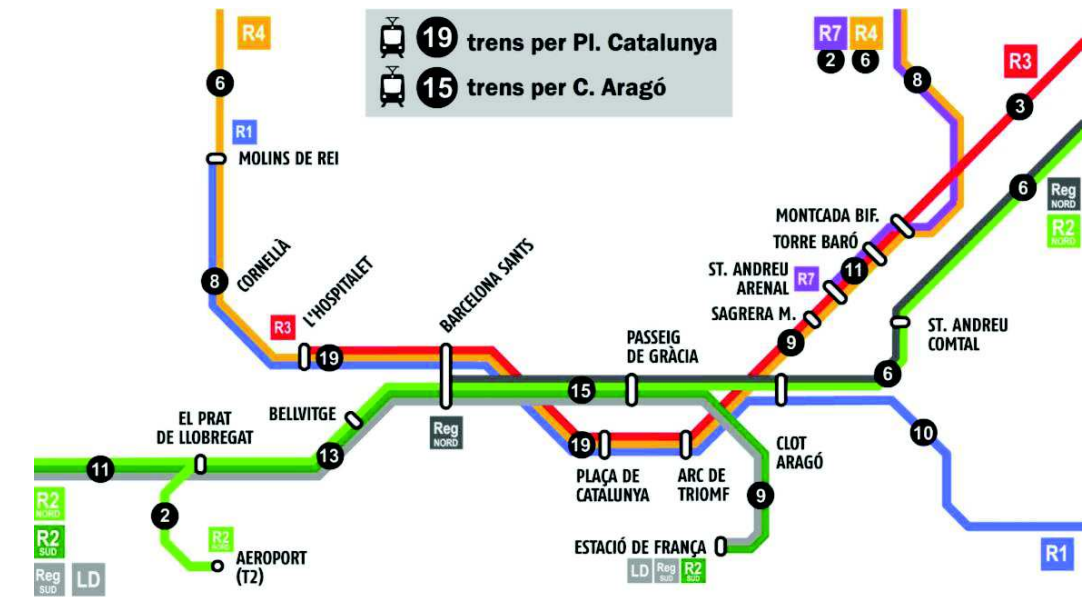 19 trens per Pl. Catalunya
15 trens per C. Aragó
R4
6
R1
MOLINS DE REI
8
CORNELLÀ
R3
L'HOSPITALET
19
BARCELONA SANTS
Reg
NORD
R7 R4
2 6
8
R3
3
6
Reg
NORD
R2
NORD
MONTCADA BIF.
TORRE BARÓ
11
ST. ANDREU
ARENAL
R7
SAGRERA M.
9
ST. ANDREU
COMTAL
6
PASSEIG
DE GRÀCIA
15
BELLVITGE
EL PRAT
DE LLOBREGAT
13
11
2
R2
NORD
R2
SUD
Reg
SUD
LD
R2
NORD
AEROPORT
(T2)
19
PLAÇA DE
CATALUNYA
ARC DE
TRIOMF
CLOT
ARAGÓ
10
9
ESTACIÓ DE FRANÇA
LD
Reg
SUD
R2
SUD
R1